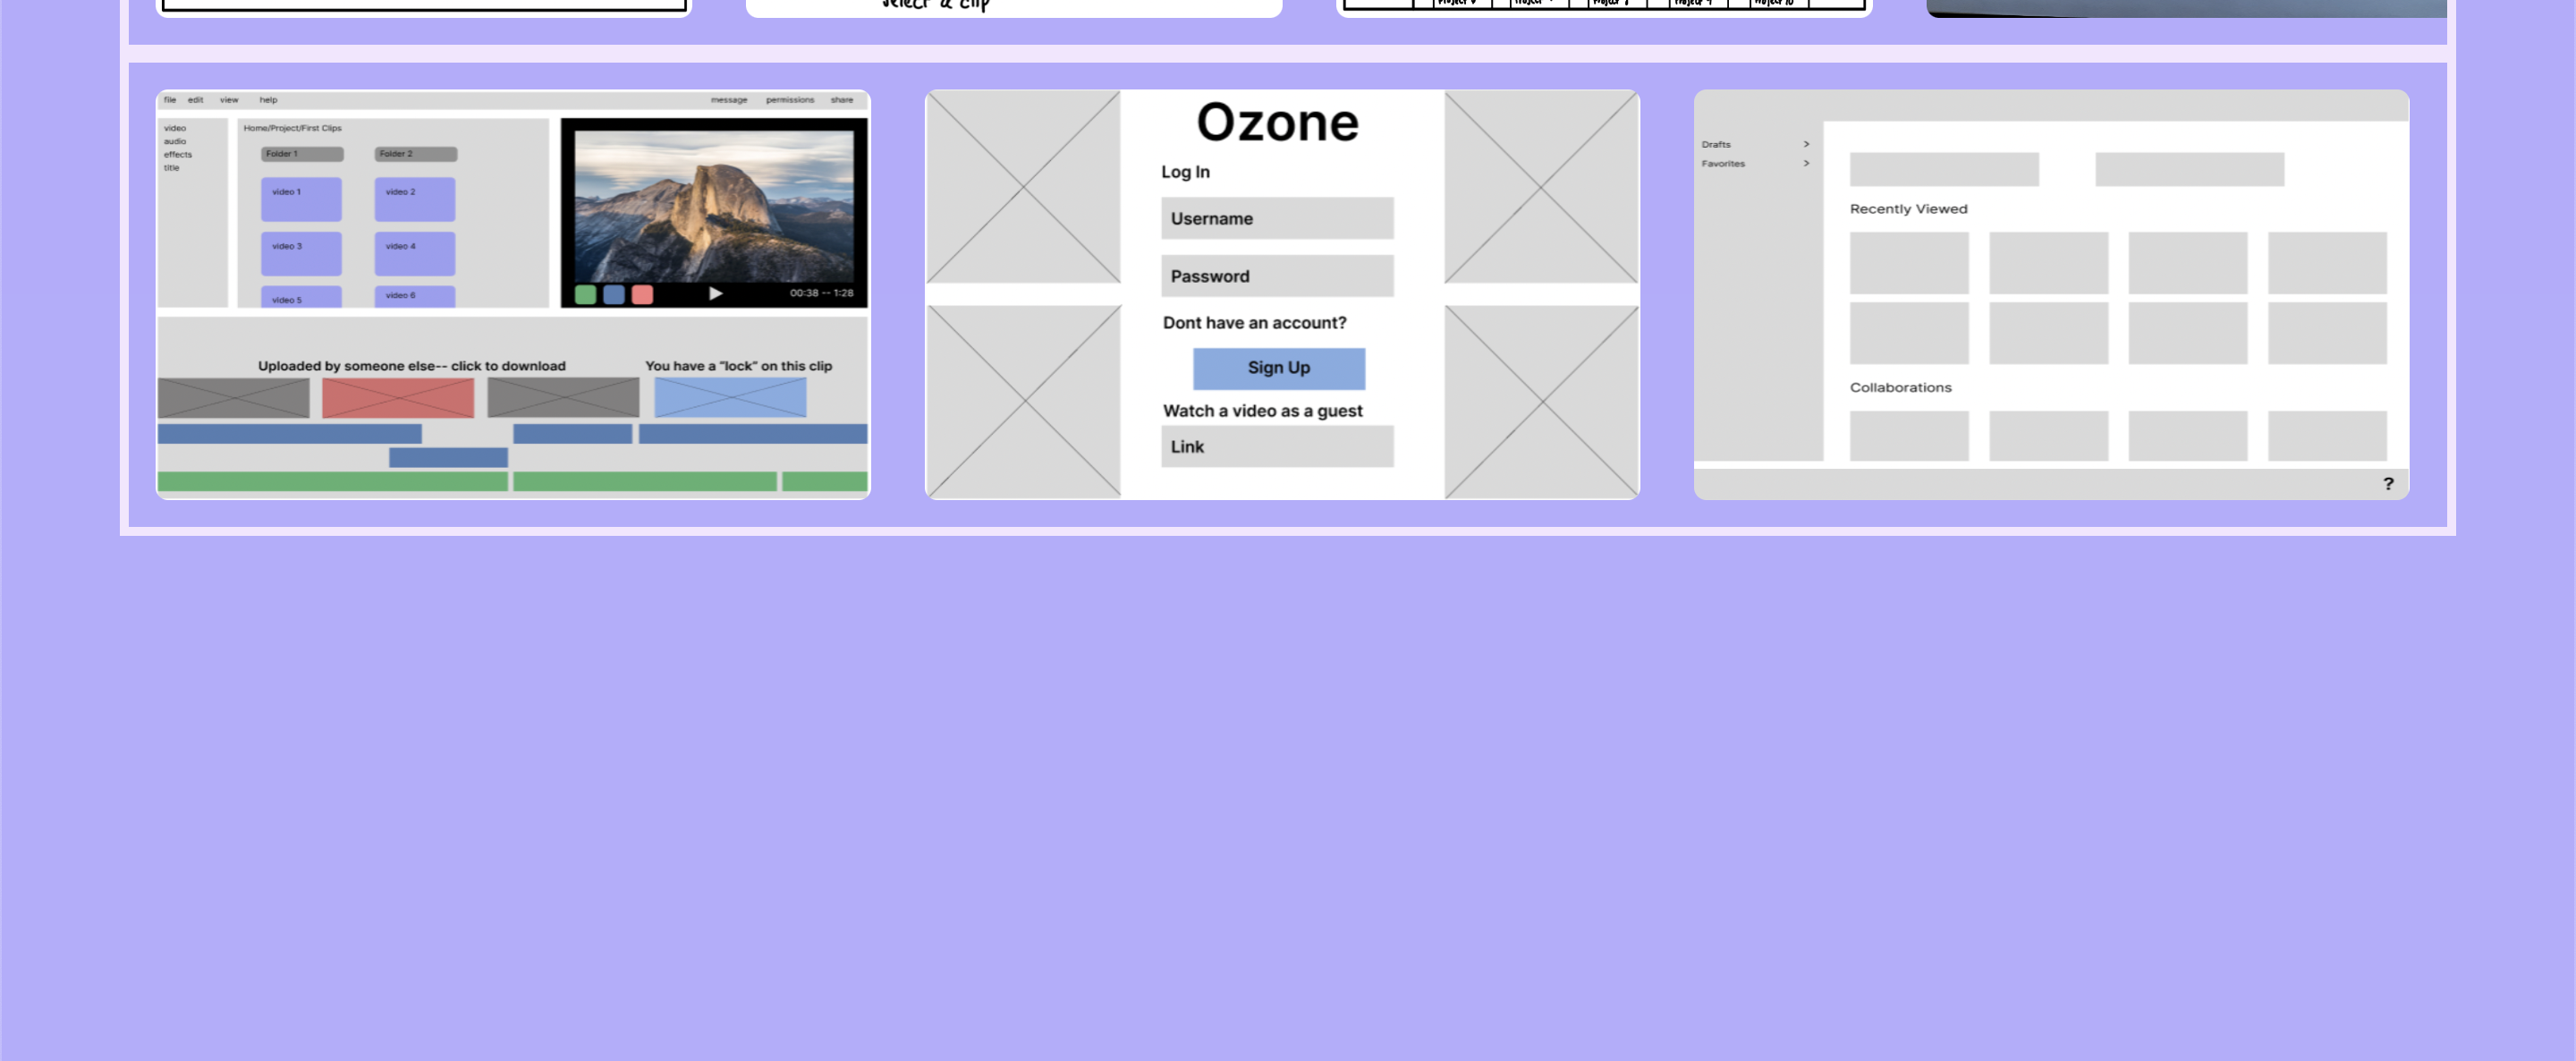 select a clip
file edit view help message permissions share
video
audio
effects
title
Home/Project/First Clips
Folder 1 Folder 2
video 1 video 2
video 3 video 4
video 5 video 6
00:38 -- 1:28
Uploaded by someone else-- click to download You have a "lock" on this clip
Ozone
Log In
Username
Password
Dont have an account?
Sign Up
Watch a video as a guest
Link
Drafts >
Favorites >
Recently Viewed
Collaborations
?